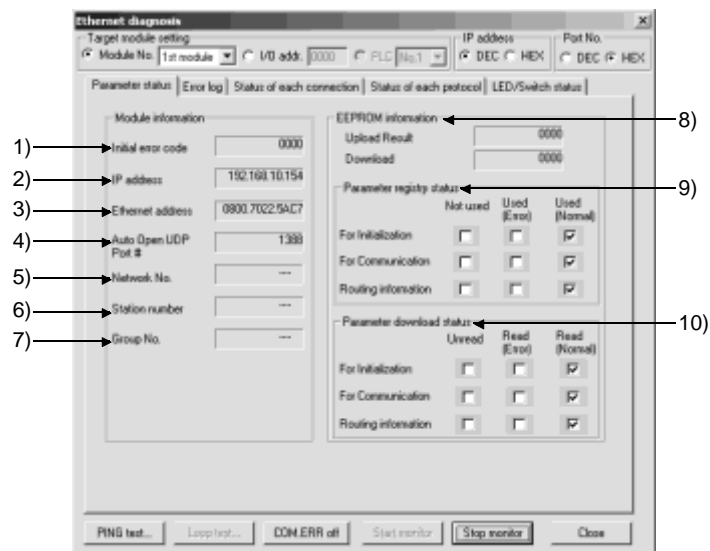 Ethernet diagnosis
Target module setting
Module No. 1st module I/O addr. 0000 PLC No.1
IP address
DEC HEX
Port No.
DEC HEX
Parameter status Error log Status of each connection Status of each protocol LED/Switch status
Module information
1) Initial error code 0000
2) IP address 192.168.10.154
3) Ethernet address 0800.7022.5AC7
4) Auto Open UDP Port # 1388
5) Network No. ---
6) Station number ---
7) Group No. ---
EEPROM information 8)
Upload Result 0000
Download 0000
Parameter registry status 9)
Not used Used (Error) Used (Normal)
For Initialization
For Communication
Routing information
Parameter download status 10)
Unread Read (Error) Read (Normal)
For Initialization
For Communication
Routing information
PING test... Loop test... COM.ERR off Start monitor Stop monitor Close